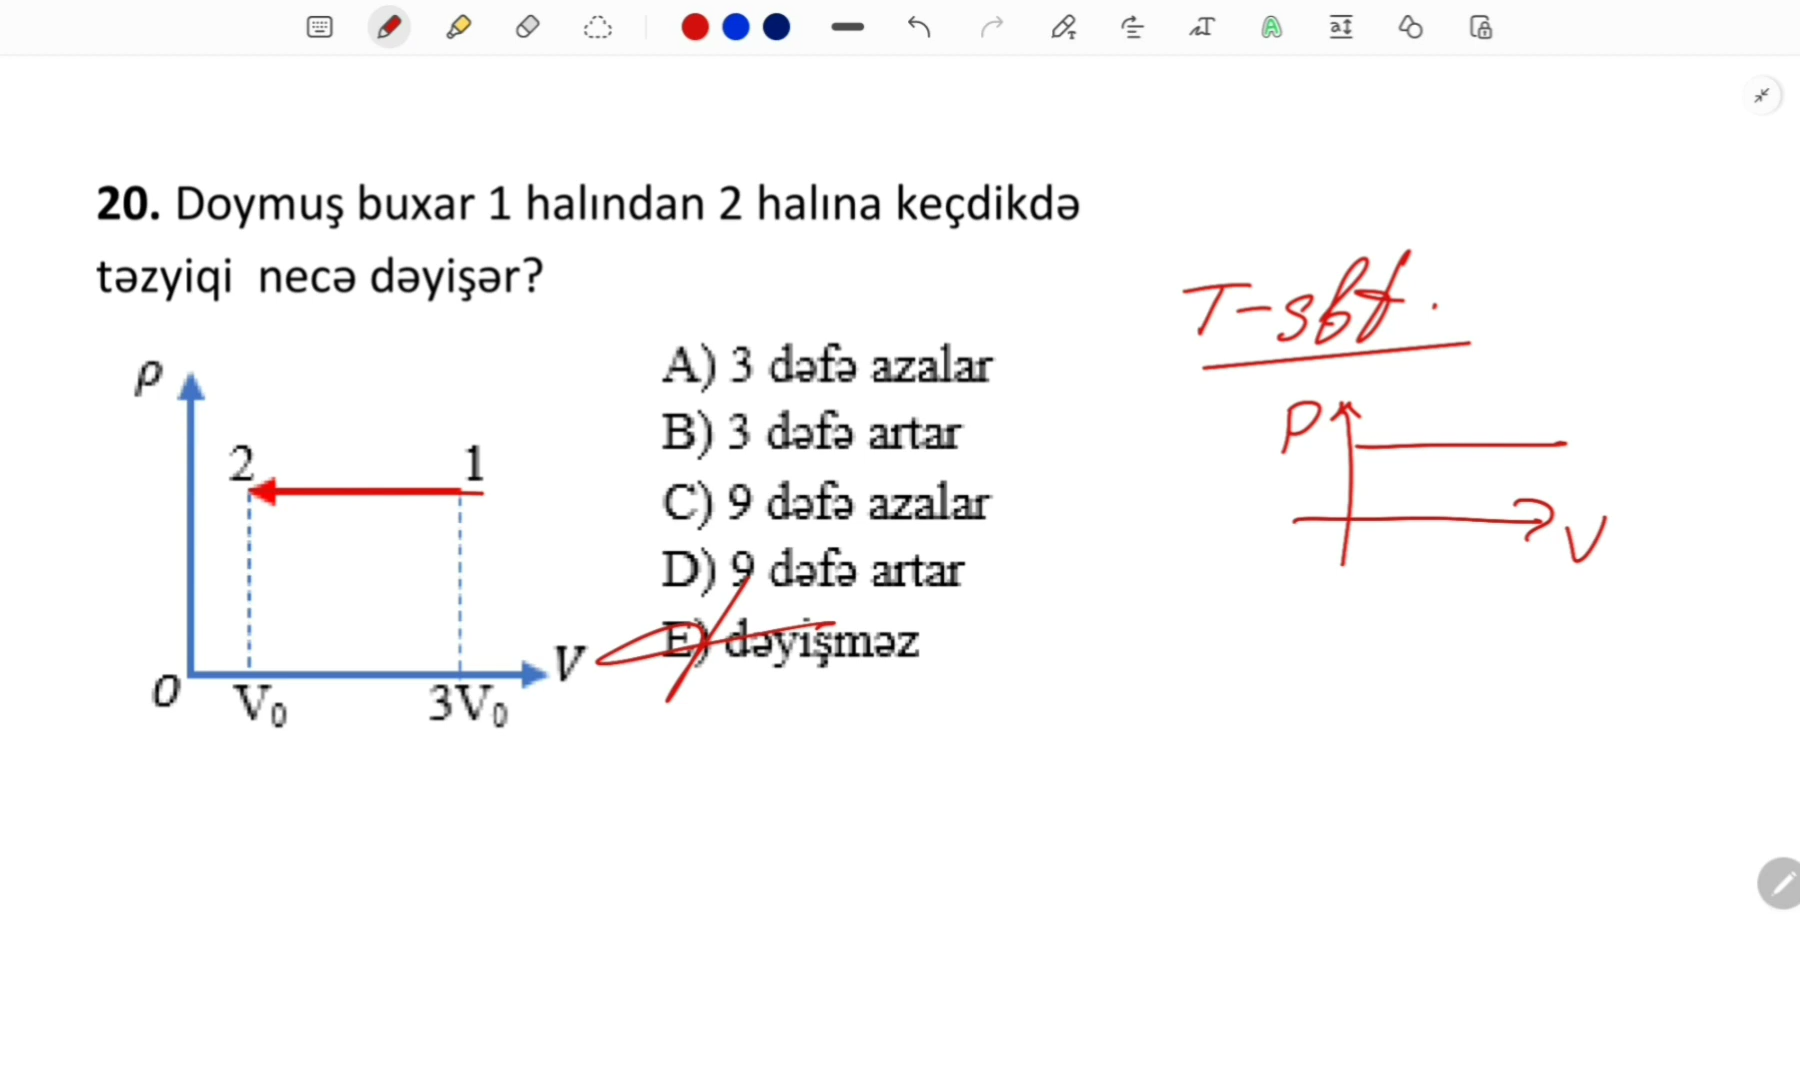 20. Doymuş buxar 1 halından 2 halına keçdikdə
təzyiqi necə dəyişər?
ρ
2
1
O
V₀
3V₀
V
A) 3 dəfə azalar
B) 3 dəfə artar
C) 9 dəfə azalar
D) 9 dəfə artar
E) dəyişməz
T-sbt.
P
V